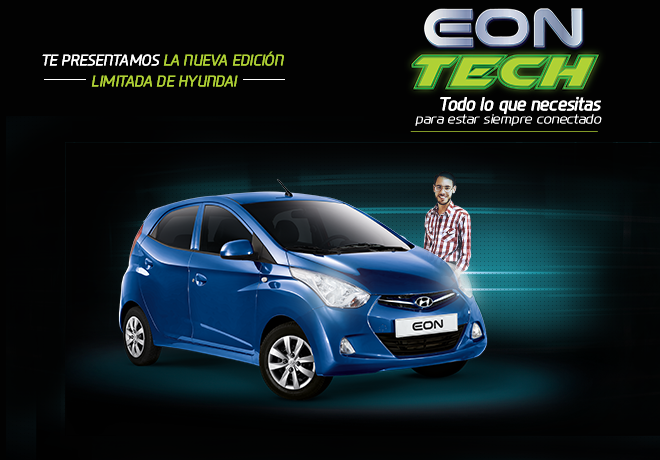 TE PRESENTAMOS LA NUEVA EDICIÓN
LIMITADA DE HYUNDAI
EON
TECH
Todo lo que necesitas
para estar siempre conectado
EON